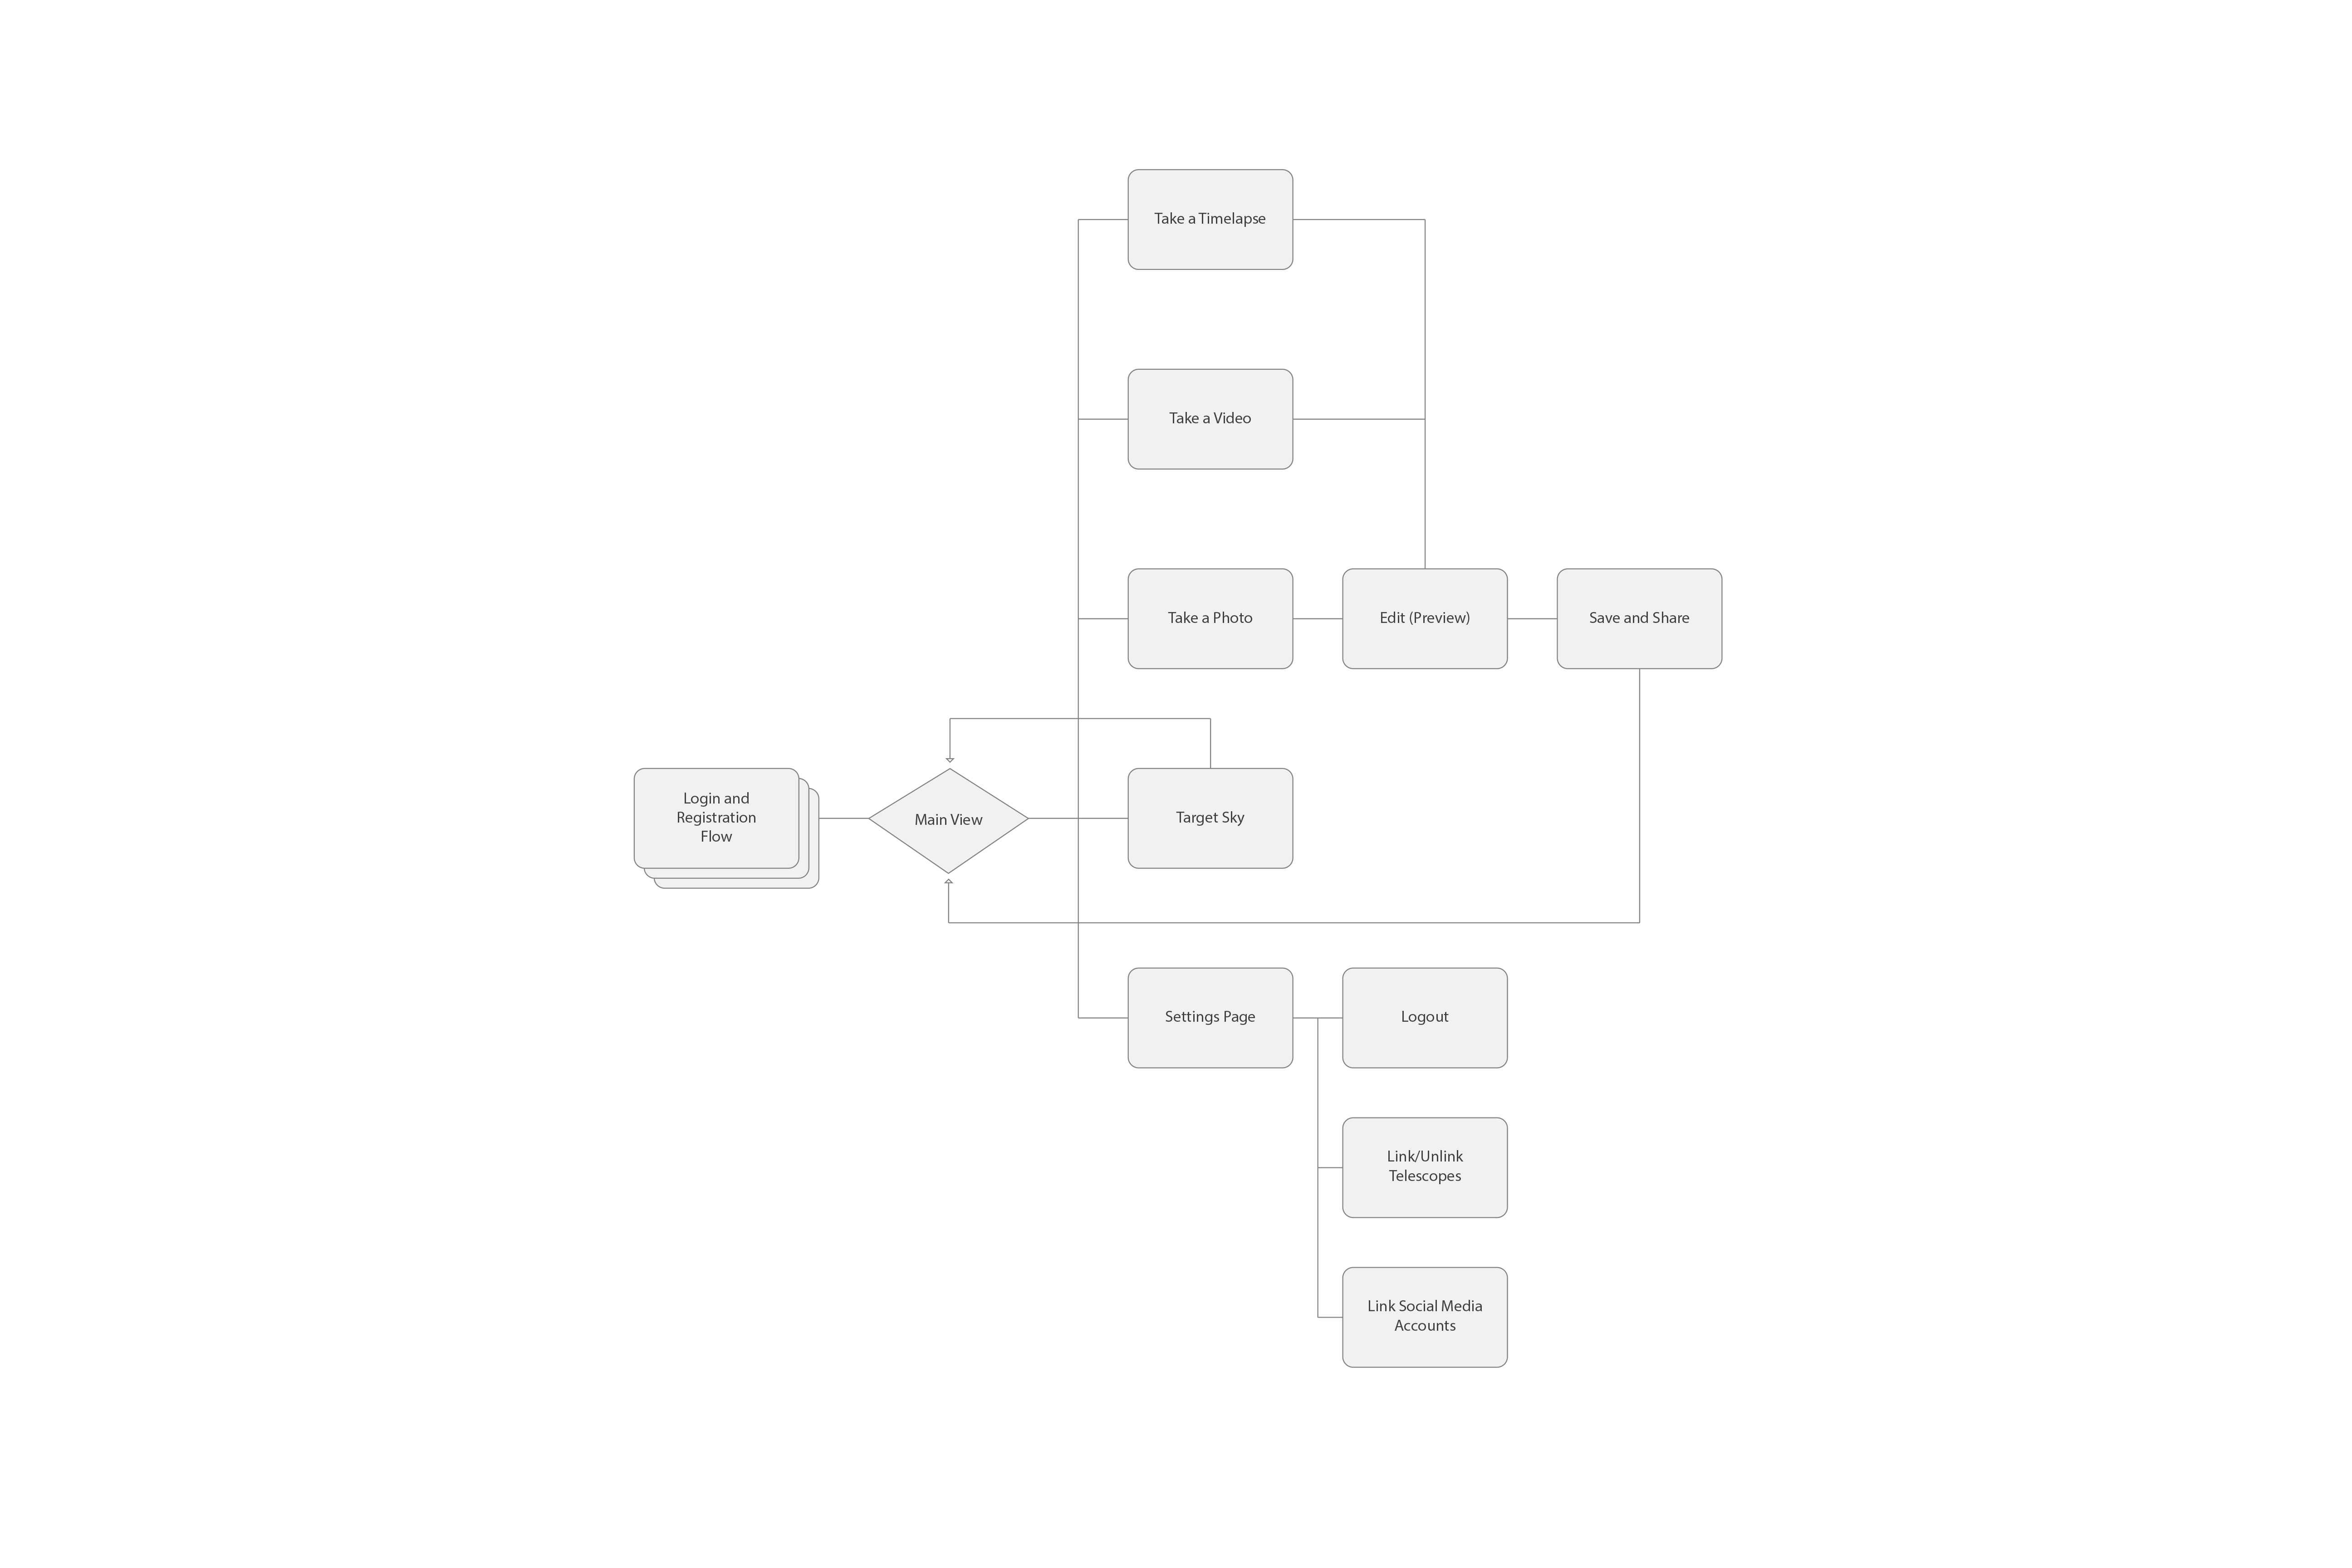 Take a Timelapse
Take a Video
Take a Photo
Edit (Preview)
Save and Share
Login and
Registration
Flow
Main View
Target Sky
Settings Page
Logout
Link/Unlink
Telescopes
Link Social Media
Accounts